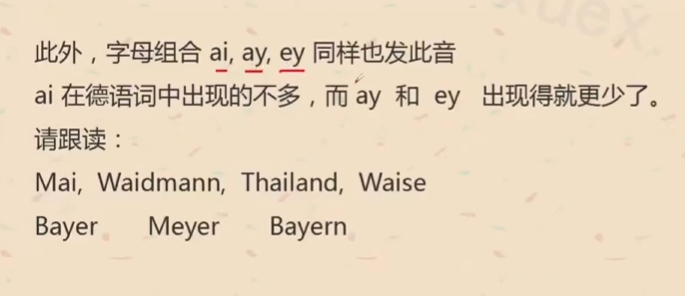 此外，字母组合 ai, ay, ey 同样也发此音
ai 在德语词中出现的不多，而 ay 和 ey 出现得就更少了。
请跟读：
Mai, Waidmann, Thailand, Waise
Bayer Meyer Bayern